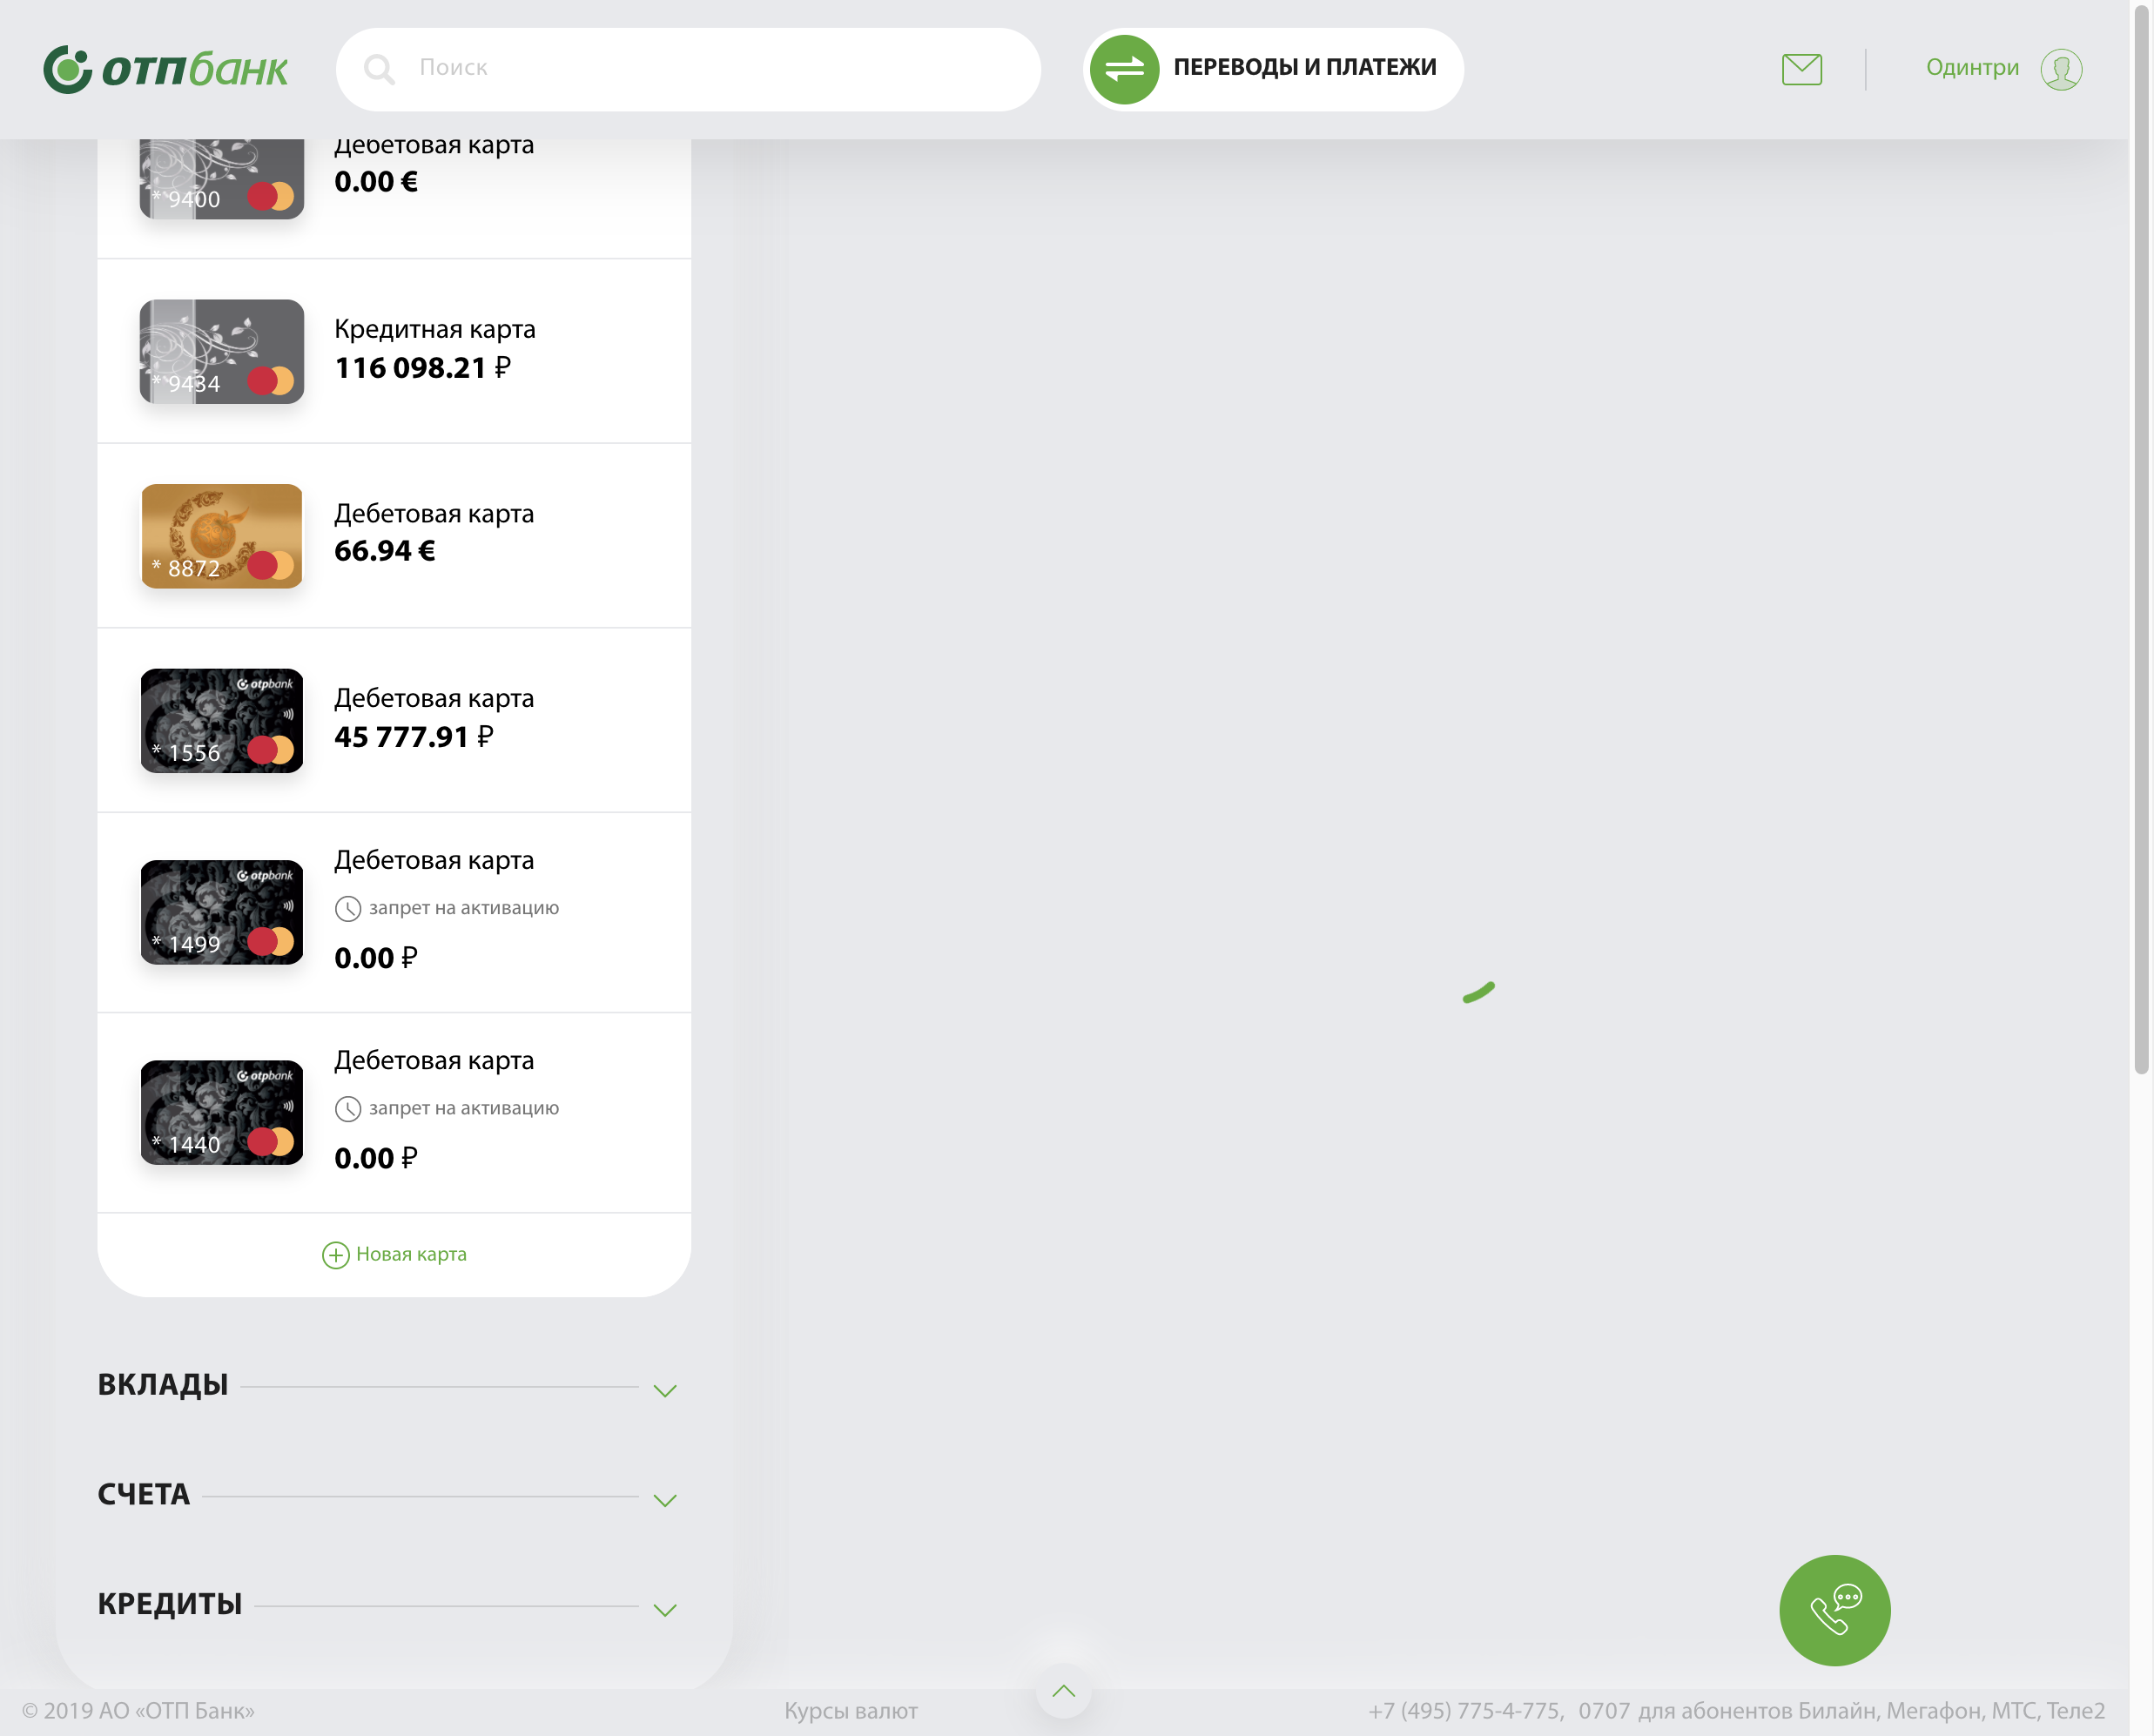 ОТПбанк
Поиск
ПЕРЕВОДЫ И ПЛАТЕЖИ
Одинтри
Дебетовая карта
0.00 €
* 9400
Кредитная карта
116 098.21 ₽
* 9434
Дебетовая карта
66.94 €
* 8872
otpbank
Дебетовая карта
45 777.91 ₽
* 1556
otpbank
Дебетовая карта
запрет на активацию
0.00 ₽
* 1499
otpbank
Дебетовая карта
запрет на активацию
0.00 ₽
* 1440
Новая карта
ВКЛАДЫ
СЧЕТА
КРЕДИТЫ
© 2019 АО «ОТП Банк»
Курсы валют
+7 (495) 775-4-775, 0707 для абонентов Билайн, Мегафон, МТС, Теле2